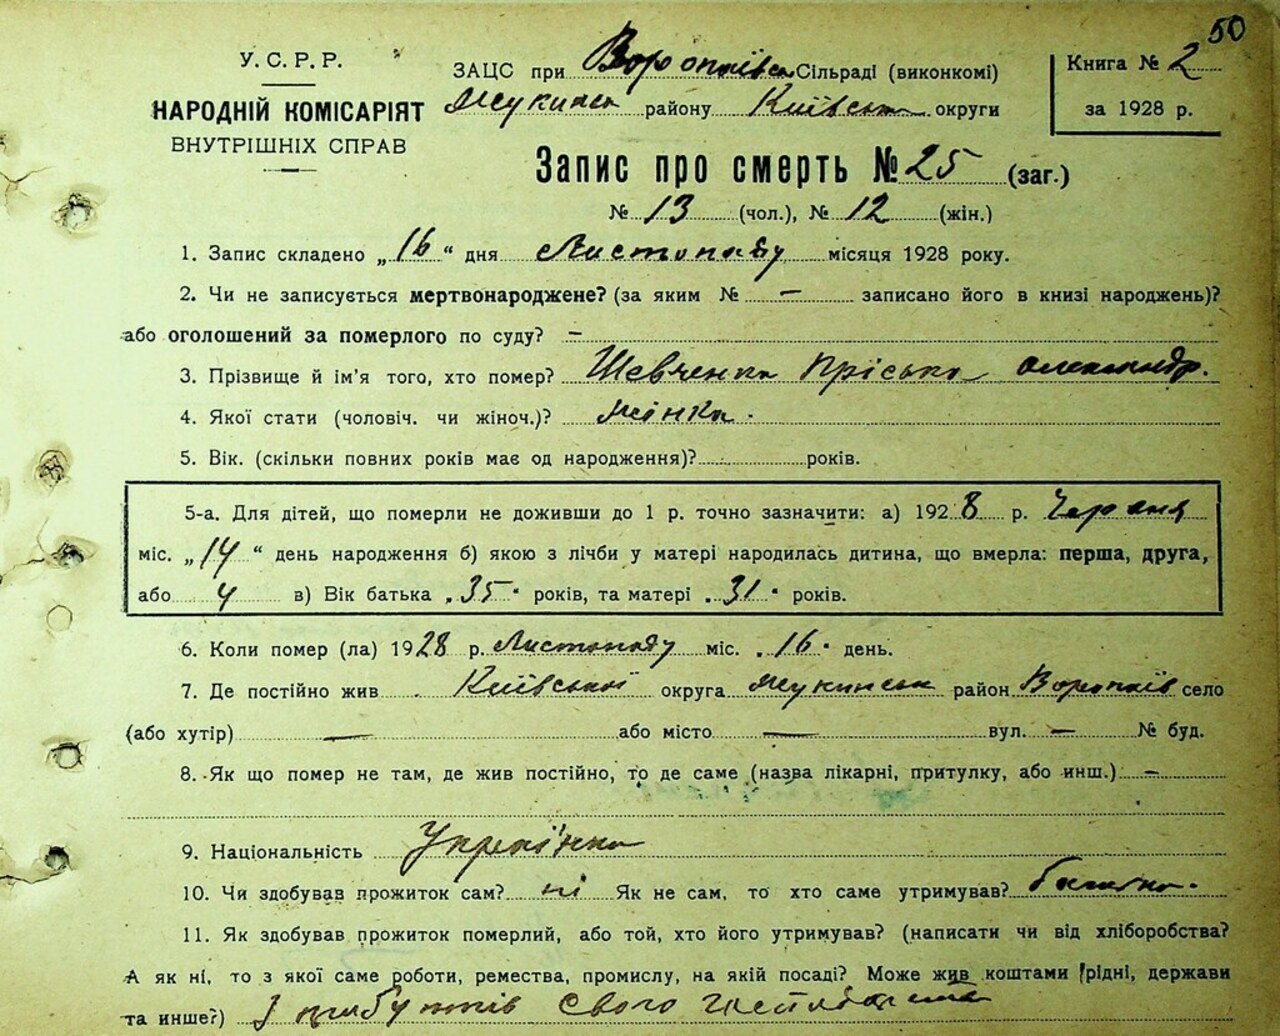 50
У. С. Р. Р.
НАРОДНІЙ КОМІСАРІЯТ
ВНУТРІШНІХ СПРАВ
ЗАЦС при Воропаївск Сільраді (виконкомі)
Жукинськ району Київськ округи
Книга № 2
за 1928 р.
Запис про смерть № 25 (заг.)
№ 13 (чол.), № 12 (жін.)
1. Запис складено „16“ дня Листопаду місяця 1928 року.
2. Чи не записується мертвонароджене? (за яким № — записано його в книзі народжень)?
або оголошений за померлого по суду? —
3. Прізвище й ім’я того, хто помер? Шевченко Пріська Олександр.
4. Якої стати (чоловіч. чи жіноч.)? жінка.
5. Вік. (скільки повних років має од народження)? років.
5-а. Для дітей, що померли не доживши до 1 р. точно зазначити: а) 1928 р. Червня
міс. „14“ день народження б) якою з лічби у матері народилась дитина, що вмерла: перша, друга,
або 4 в) Вік батька 35 років, та матері 31 років.
6. Коли помер (ла) 1928 р. Листопаду міс. 16 день.
7. Де постійно жив Київської округа Жукинськ район Воропаїв село
(або хутір) — або місто — вул. — № буд.
8. Як що помер не там, де жив постійно, то де саме (назва лікарні, притулку, або инш.) —
9. Національність Українка
10. Чи здобував прожиток сам? ні Як не сам, то хто саме утримував? батько.
11. Як здобував прожиток померлий, або той, хто його утримував? (написати чи від хліборобства?
А як ні, то з якої саме роботи, ремества, промислу, на якій посаді? Може жив коштами рідні, держави
та инше?) З прибутків свого господарства